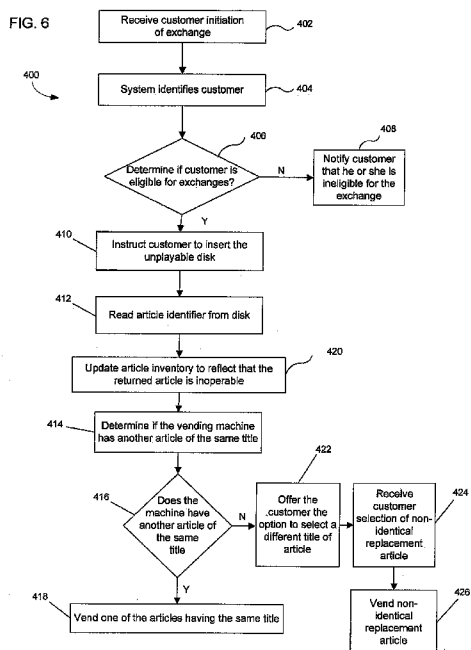 FIG. 6
Receive customer initiation
of exchange
402
400
System identifies customer
404
406
Determine if customer is
eligible for exchanges?
N
408
Notify customer
that he or she is
ineligible for the
exchange
Y
410
Instruct customer to insert the
unplayable disk
412
Read article identifier from disk
420
Update article inventory to reflect that the
returned article is inoperable
414
Determine if the vending machine
has another article of the same title
416
Does the
machine have
another article of
the same
title
N
422
Offer the
customer the
option to select a
different title of
article
Receive
customer
selection of non-
identical
replacement
article
424
Y
418
Vend one of the articles having the same title
Vend non-
identical
replacement
article
426